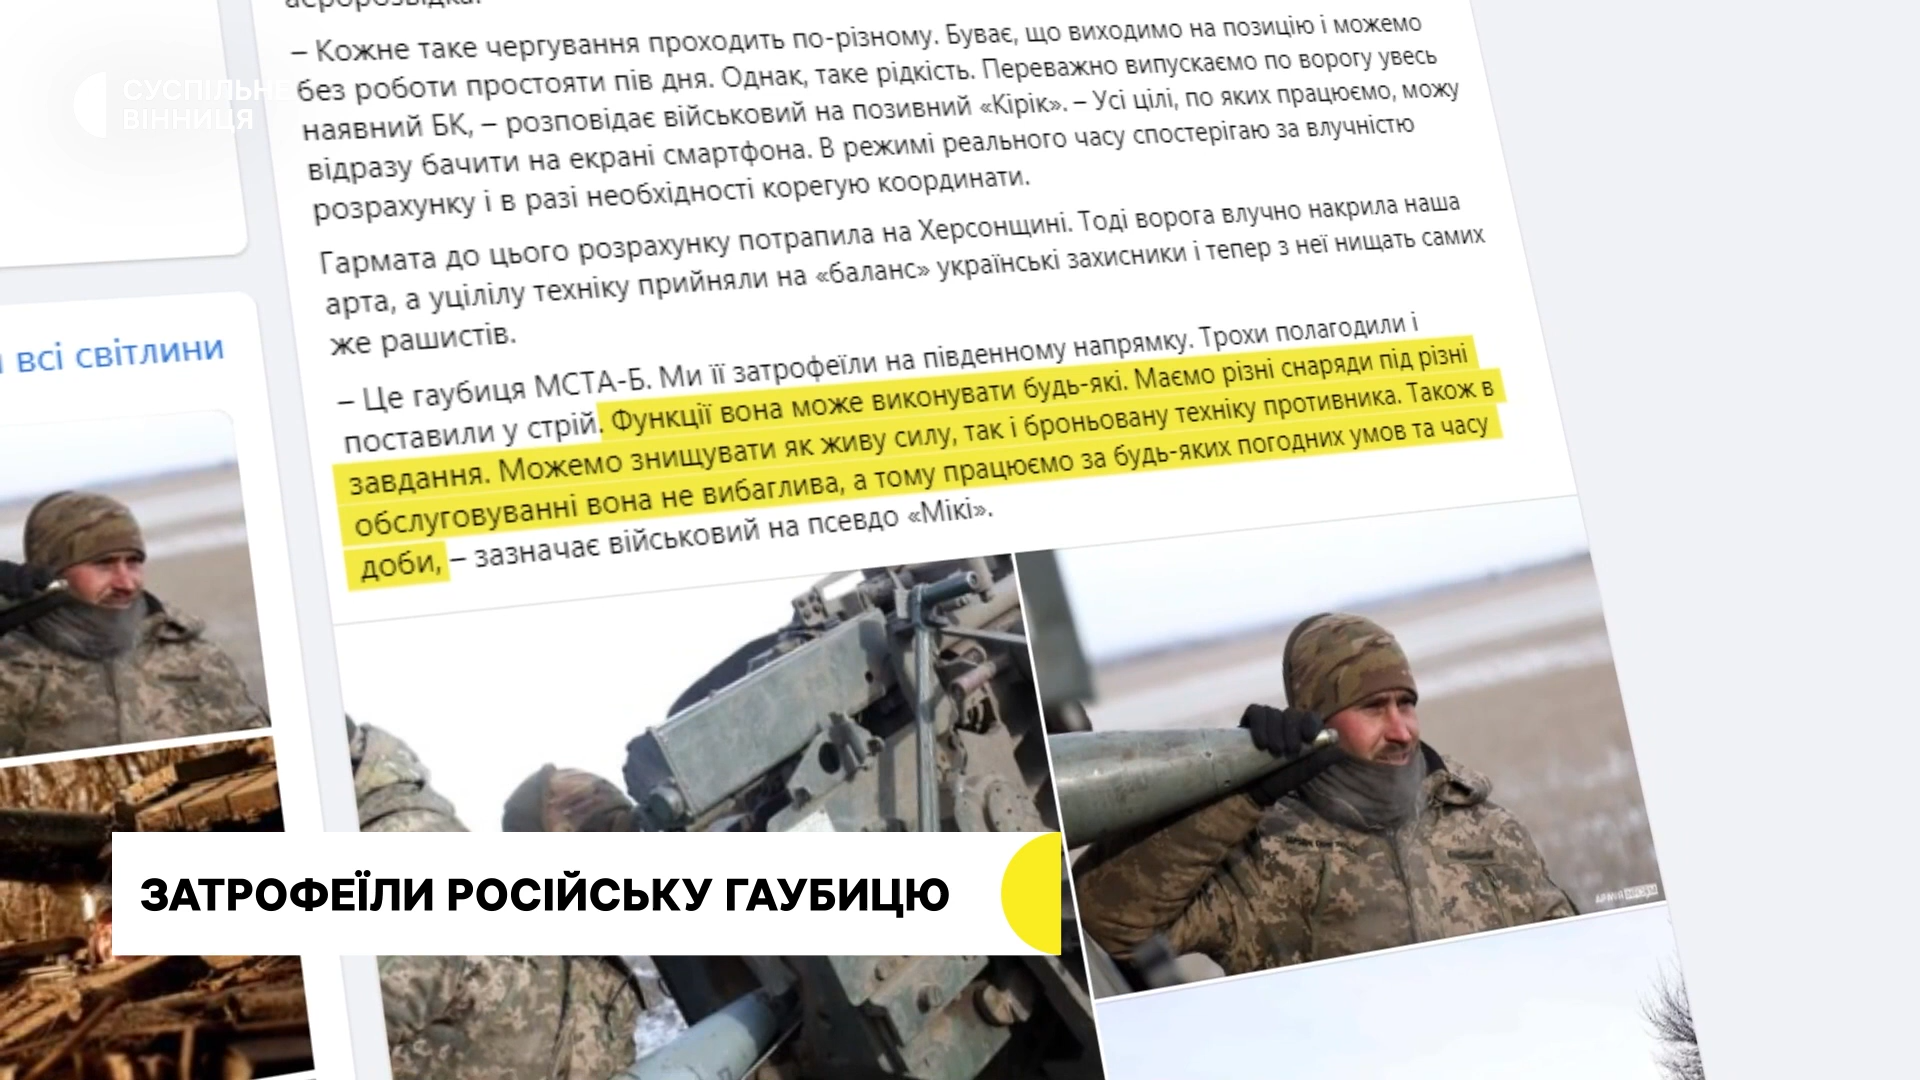 аеророзвідка.
– Кожне таке чергування проходить по-різному. Буває, що виходимо на позицію і можемо
без роботи простояти пів дня. Однак, таке рідкість. Переважно випускаємо по ворогу увесь
наявний БК, – розповідає військовий на позивний «Кірік». – Усі цілі, по яких працюємо, можу
відразу бачити на екрані смартфона. В режимі реального часу спостерігаю за влучністю
розрахунку і в разі необхідності корегую координати.
Гармата до цього розрахунку потрапила на Херсонщині. Тоді ворога влучно накрила наша
арта, а уцілілу техніку прийняли на «баланс» українські захисники і тепер з неї нищать самих
же рашистів.
– Це гаубиця МСТА-Б. Ми її затрофеїли на південному напрямку. Трохи полагодили і
поставили у стрій. Функції вона може виконувати будь-які. Маємо різні снаряди під різні
завдання. Можемо знищувати як живу силу, так і броньовану техніку противника. Також в
обслуговуванні вона не вибаглива, а тому працюємо за будь-яких погодних умов та часу
доби, – зазначає військовий на псевдо «Мікі».
СУСПІЛЬНЕ
ВІННИЦЯ
всі світлини
ЗАТРОФЕЇЛИ РОСІЙСЬКУ ГАУБИЦЮ